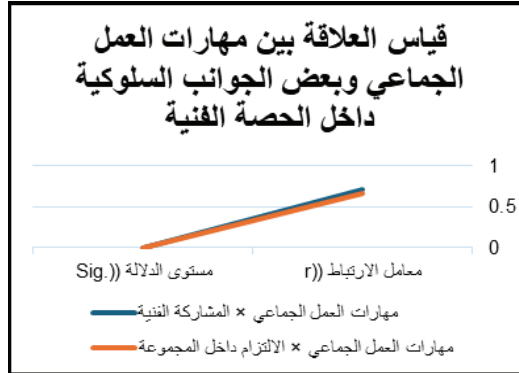 قياس العلاقة بين مهارات العمل
الجماعي وبعض الجوانب السلوكية
داخل الحصة الفنية
1
0.5
0
معامل الارتباط ((r
مستوى الدلالة ((Sig.
مهارات العمل الجماعي × المشاركة الفنية
مهارات العمل الجماعي × الالتزام داخل المجموعة